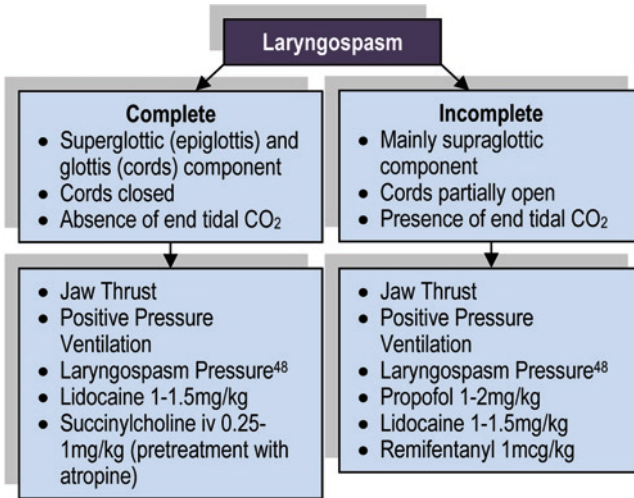 Laryngospasm
Complete
• Superglottic (epiglottis) and
glottis (cords) component
• Cords closed
• Absence of end tidal CO₂
Incomplete
• Mainly supraglottic
component
• Cords partially open
• Presence of end tidal CO₂
• Jaw Thrust
• Positive Pressure
Ventilation
• Laryngospasm Pressure⁴⁸
• Lidocaine 1-1.5mg/kg
• Succinylcholine iv 0.25-
1mg/kg (pretreatment with
atropine)
• Jaw Thrust
• Positive Pressure
Ventilation
• Laryngospasm Pressure⁴⁸
• Propofol 1-2mg/kg
• Lidocaine 1-1.5mg/kg
• Remifentanyl 1mcg/kg